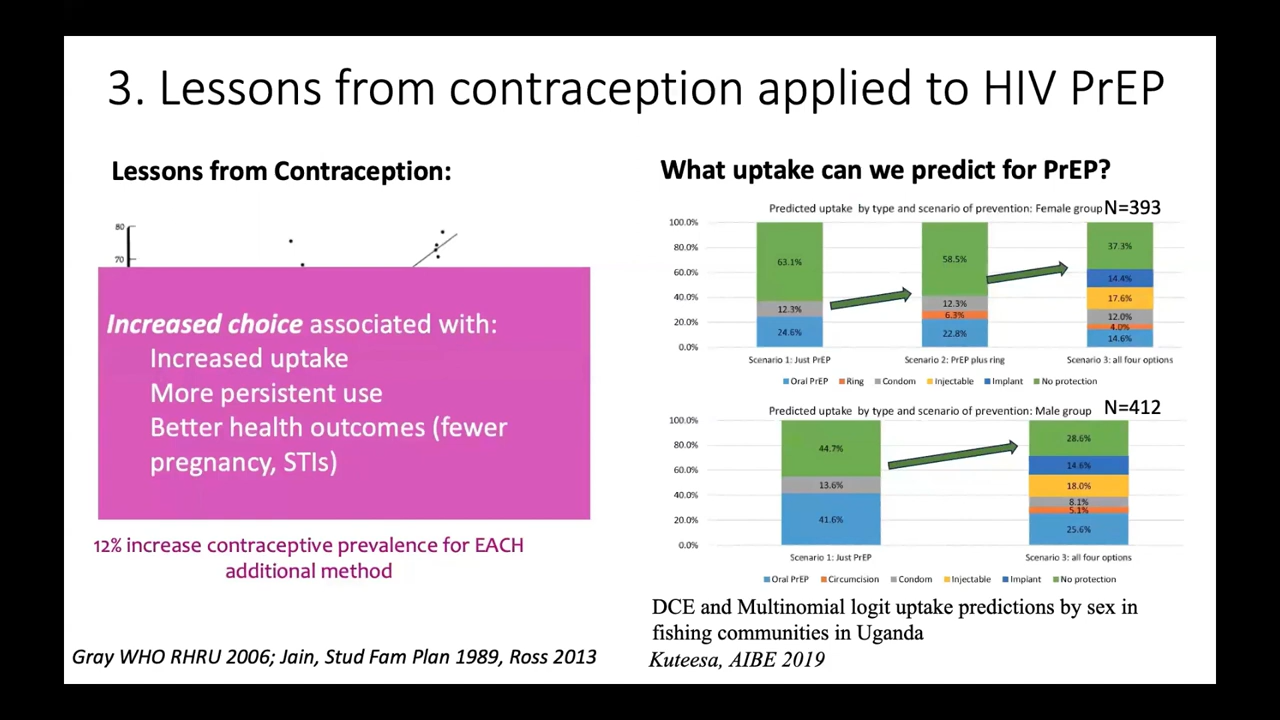 3. Lessons from contraception applied to HIV PrEP
Lessons from Contraception:
80
70
Increased choice associated with:
Increased uptake
More persistent use
Better health outcomes (fewer
pregnancy, STIs)
12% increase contraceptive prevalence for EACH
additional method
Gray WHO RHRU 2006; Jain, Stud Fam Plan 1989, Ross 2013
What uptake can we predict for PrEP?
Predicted uptake by type and scenario of prevention: Female group N=393
100.0%
80.0%
60.0%
40.0%
20.0%
0.0%
63.1%
12.3%
24.6%
58.5%
12.3%
6.3%
22.8%
37.3%
14.4%
17.6%
12.0%
4.0%
14.6%
Scenario 1: Just PrEP
Scenario 2: PrEP plus ring
Scenario 3: all four options
Oral PrEP Ring Condom Injectable Implant No protection
Predicted uptake by type and scenario of prevention: Male group N=412
100.0%
80.0%
60.0%
40.0%
20.0%
0.0%
44.7%
13.6%
41.6%
28.6%
14.6%
18.0%
8.1%
5.1%
25.6%
Scenario 1: Just PrEP
Scenario 3: all four options
Oral PrEP Circumcision Condom Injectable Implant No protection
DCE and Multinomial logit uptake predictions by sex in
fishing communities in Uganda
Kuteesa, AIBE 2019